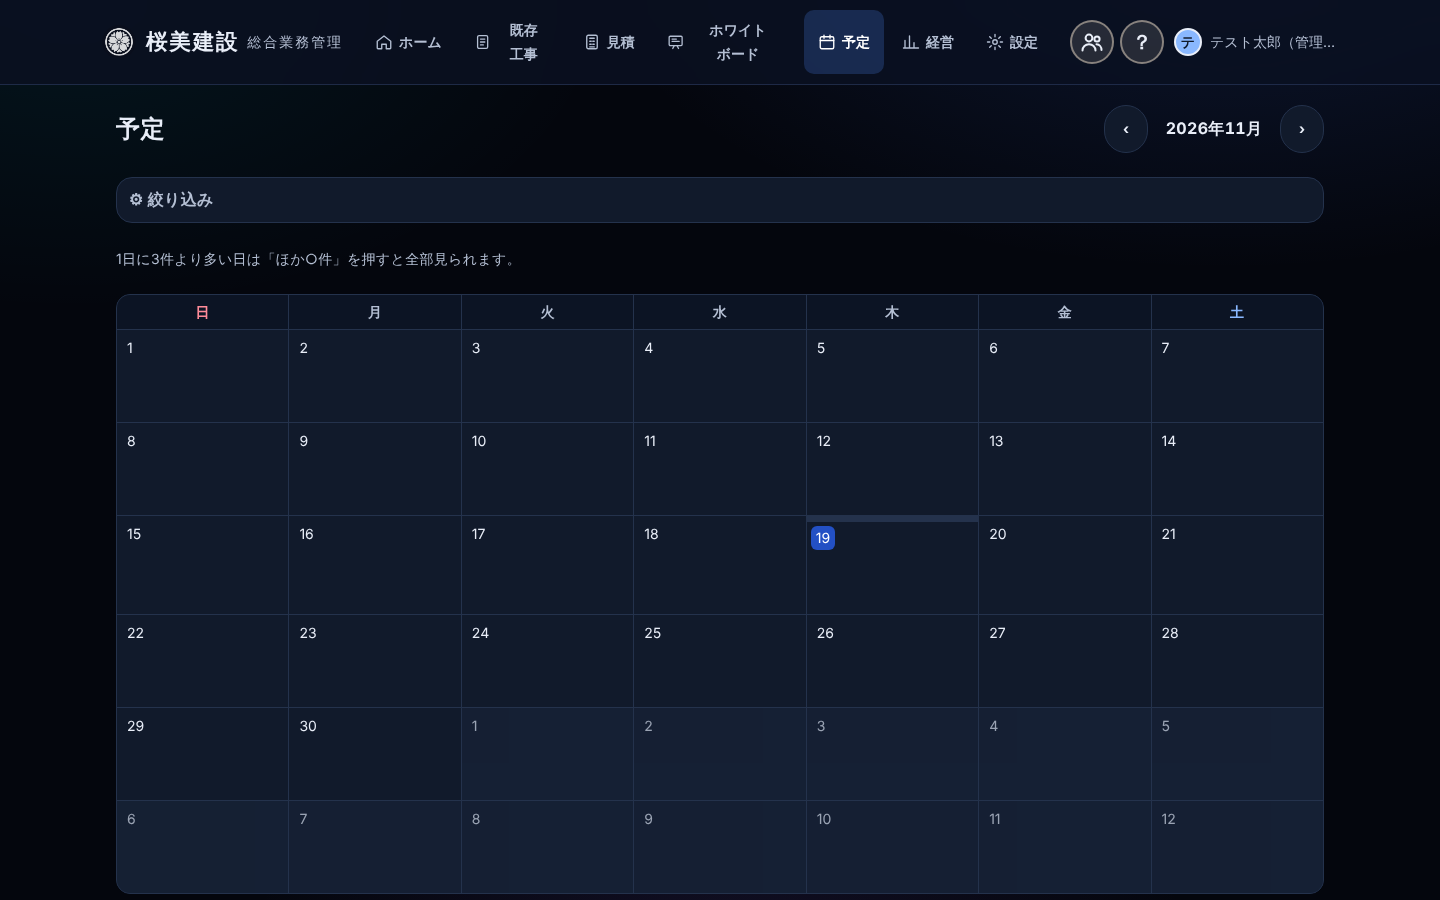 桜美建設 総合業務管理 ホーム 既存工事 見積 ホワイトボード 予定 経営 設定 ? テ テスト太郎（管理...
予定 ‹ 2026年11月 ›
⚙ 絞り込み
1日に3件より多い日は「ほか○件」を押すと全部見られます。
日 月 火 水 木 金 土
1 2 3 4 5 6 7
8 9 10 11 12 13 14
15 16 17 18 19 20 21
22 23 24 25 26 27 28
29 30 1 2 3 4 5
6 7 8 9 10 11 12